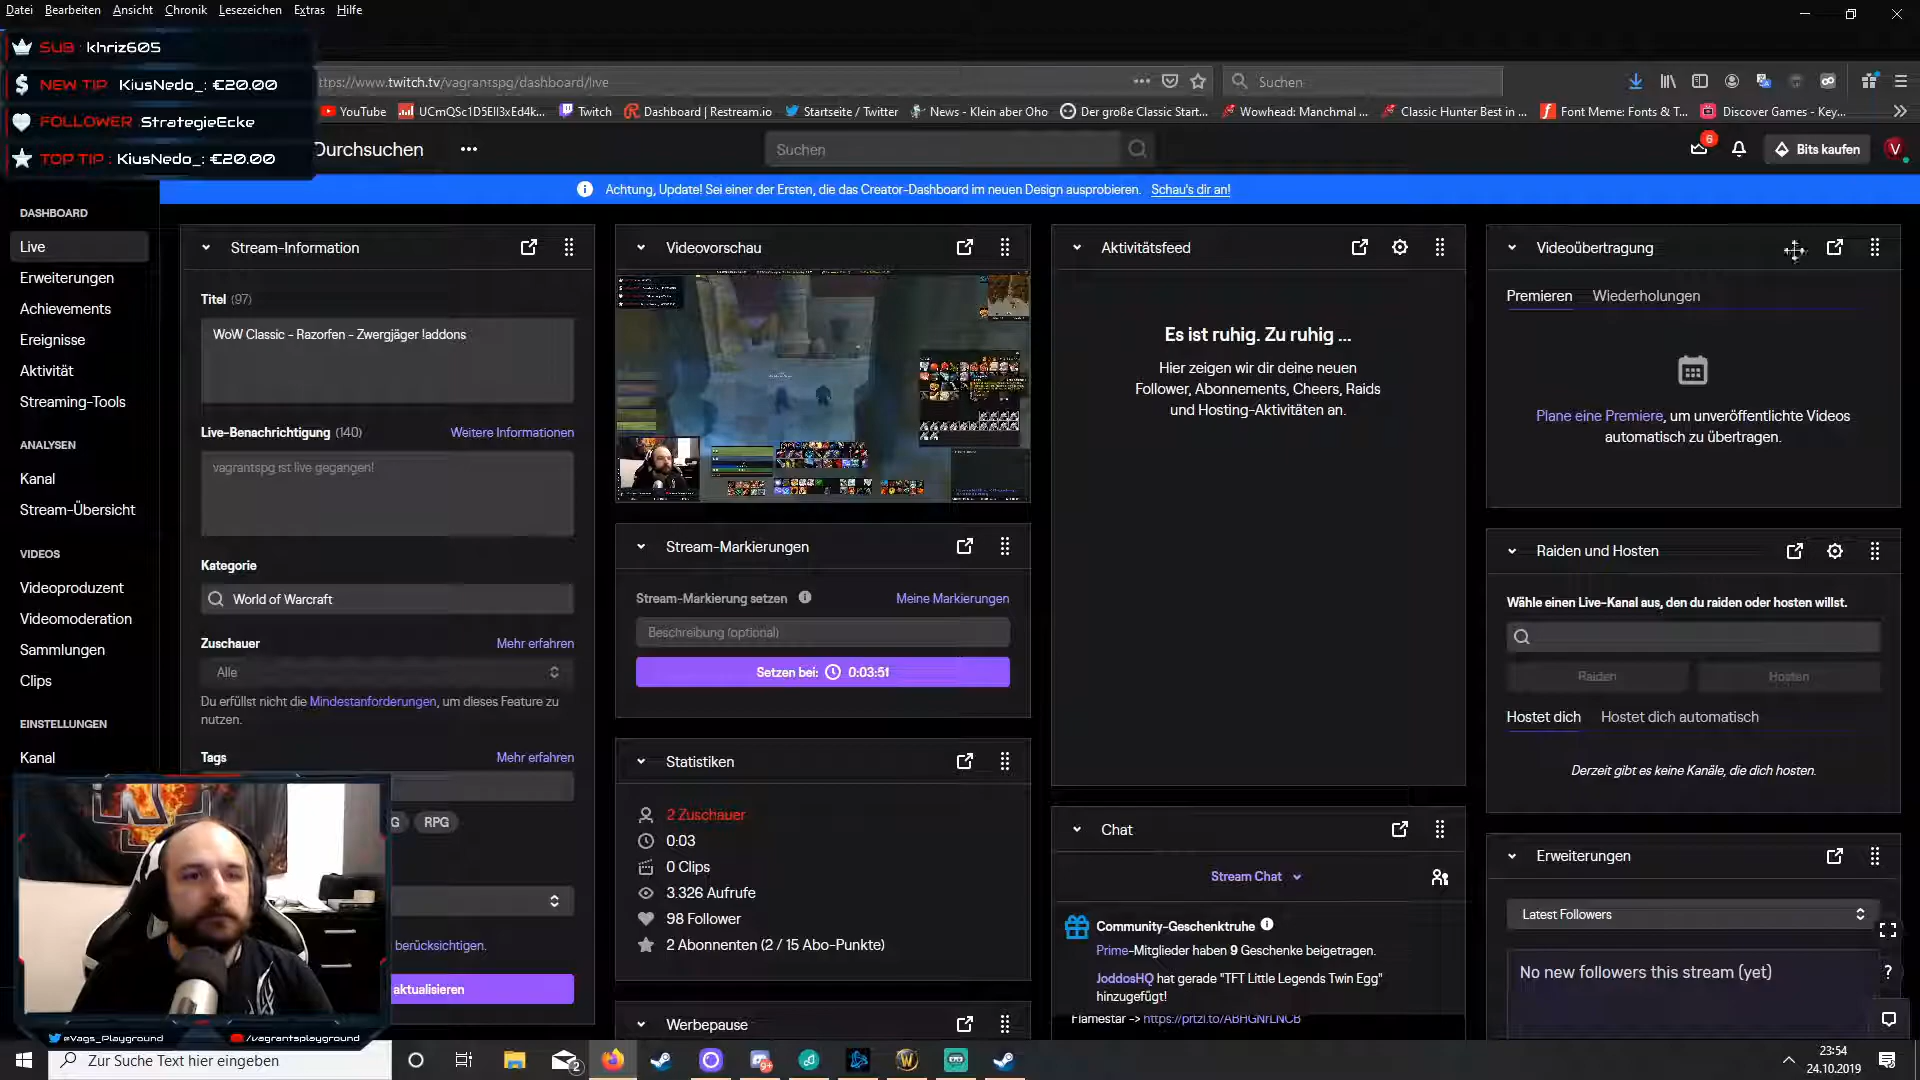 Datei Bearbeiten Ansicht Chronik Lesezeichen Extras Hilfe
SUB : khriz605
NEW TIP KiusNedo_: €20.00
FOLLOWER StrategieEcke
TOP TIP : KiusNedo_: €20.00
ttps://www.twitch.tv/vagrantspg/dashboard/live
Suchen
YouTube
UCmQSc1D5Ell3xEd4k...
Twitch
Dashboard | Restream.io
Startseite / Twitter
News - Klein aber Oho
Der große Classic Start...
Wowhead: Manchmal ...
Classic Hunter Best in ...
Font Meme: Fonts & T...
Discover Games - Key...
Durchsuchen
Suchen
6
Bits kaufen
V
Achtung, Update! Sei einer der Ersten, die das Creator-Dashboard im neuen Design ausprobieren. Schau's dir an!
DASHBOARD
Live
Erweiterungen
Achievements
Ereignisse
Aktivität
Streaming-Tools
ANALYSEN
Kanal
Stream-Übersicht
VIDEOS
Videoproduzent
Videomoderation
Sammlungen
Clips
EINSTELLUNGEN
Kanal
Stream-Information
Titel (97)
WoW Classic - Razorfen - Zwergjäger !addons
Live-Benachrichtigung (140)
Weitere Informationen
vagrantspg ist live gegangen!
Kategorie
World of Warcraft
Zuschauer
Mehr erfahren
Alle
Du erfüllst nicht die Mindestanforderungen, um dieses Feature zu
nutzen.
Tags
Mehr erfahren
G
RPG
berücksichtigen.
aktualisieren
@Vags_Playground
/vagrantsplayground
Videovorschau
Stream-Markierungen
Stream-Markierung setzen
Meine Markierungen
Beschreibung (optional)
Setzen bei: 0:03:51
Statistiken
2 Zuschauer
0:03
0 Clips
3.326 Aufrufe
98 Follower
2 Abonnenten (2 / 15 Abo-Punkte)
Werbepause
Aktivitätsfeed
Es ist ruhig. Zu ruhig ...
Hier zeigen wir dir deine neuen
Follower, Abonnements, Cheers, Raids
und Hosting-Aktivitäten an.
Chat
Stream Chat
Community-Geschenktruhe
Prime-Mitglieder haben 9 Geschenke beigetragen.
JoddosHQ hat gerade "TFT Little Legends Twin Egg"
hinzugefügt!
Flamestar -> https://prtzl.to/ABHGNrLNCB
Videoübertragung
Premieren
Wiederholungen
Plane eine Premiere, um unveröffentlichte Videos
automatisch zu übertragen.
Raiden und Hosten
Wähle einen Live-Kanal aus, den du raiden oder hosten willst.
Raiden
Hosten
Hostet dich
Hostet dich automatisch
Derzeit gibt es keine Kanäle, die dich hosten.
Erweiterungen
Latest Followers
No new followers this stream (yet)
?
Zur Suche Text hier eingeben
2
9+
23:54
24.10.2019